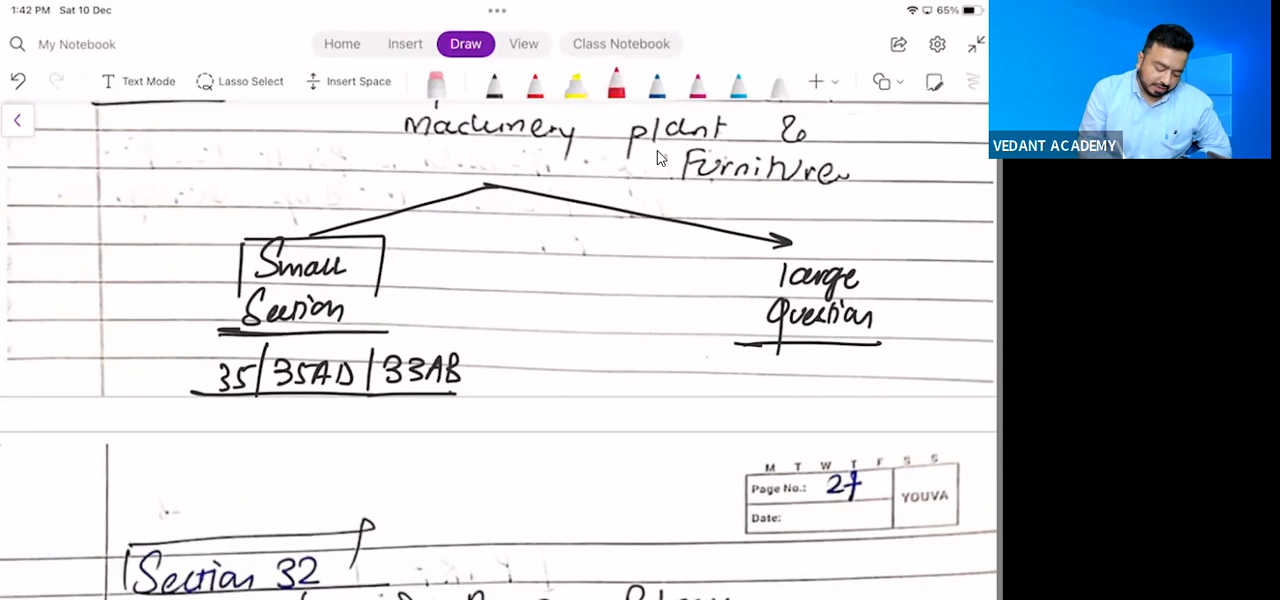 1:42 PM Sat 10 Dec
65%
My Notebook
Home Insert Draw View Class Notebook
Text Mode Lasso Select Insert Space
VEDANT ACADEMY
Machinery plant &
Furniture
Small
Section
large
Question
35/35AD/33AB
M T W T F S S
Page No.: 27
YOUVA
Date:
Section 32